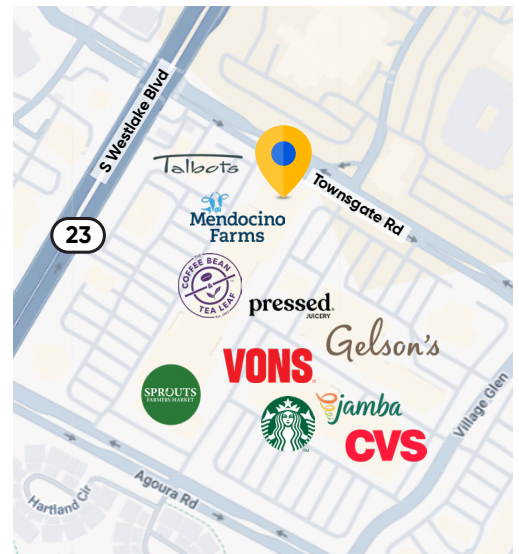 S Westlake Blvd
Talbots
Townsgate Rd
Mendocino
Farms
23
COFFEE BEAN
&
TEA LEAF
pressed.
JUICERY
Gelson's
VONS
SPROUTS
FARMERS MARKET
jamba
CVS
Village Glen
Agoura Rd
Hartland Cir